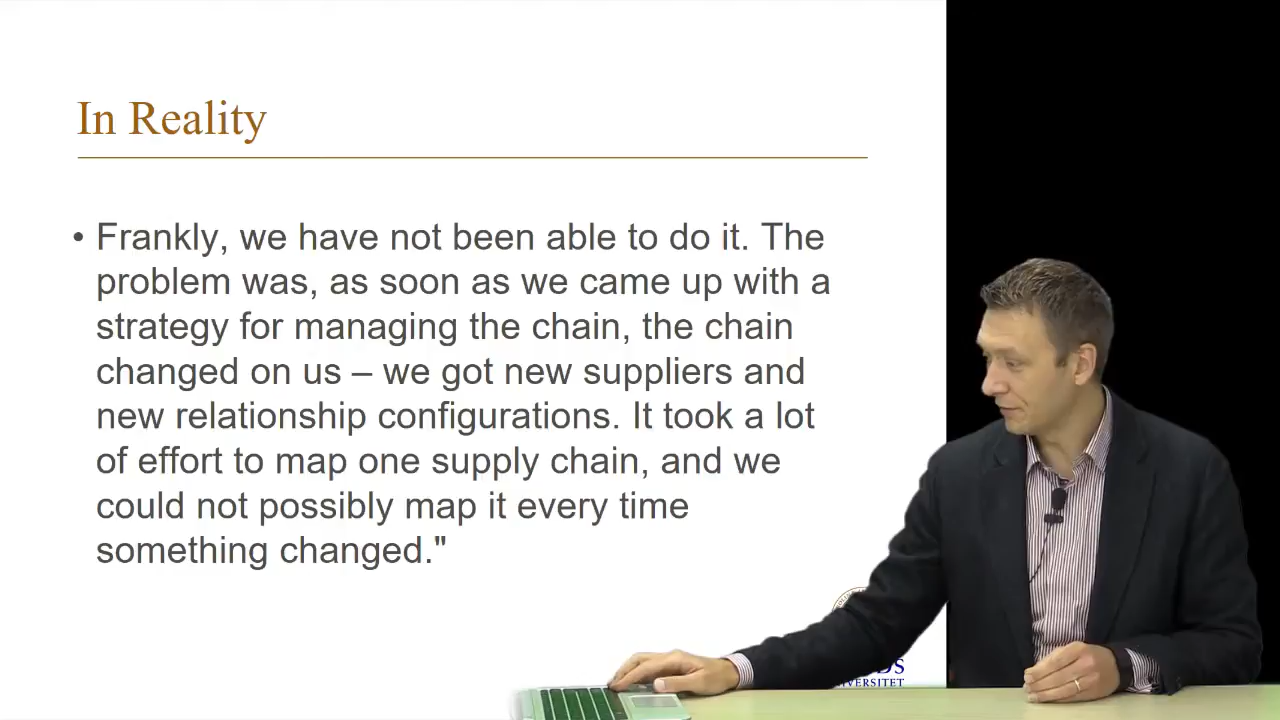 In Reality
• Frankly, we have not been able to do it. The
problem was, as soon as we came up with a
strategy for managing the chain, the chain
changed on us – we got new suppliers and
new relationship configurations. It took a lot
of effort to map one supply chain, and we
could not possibly map it every time
something changed."